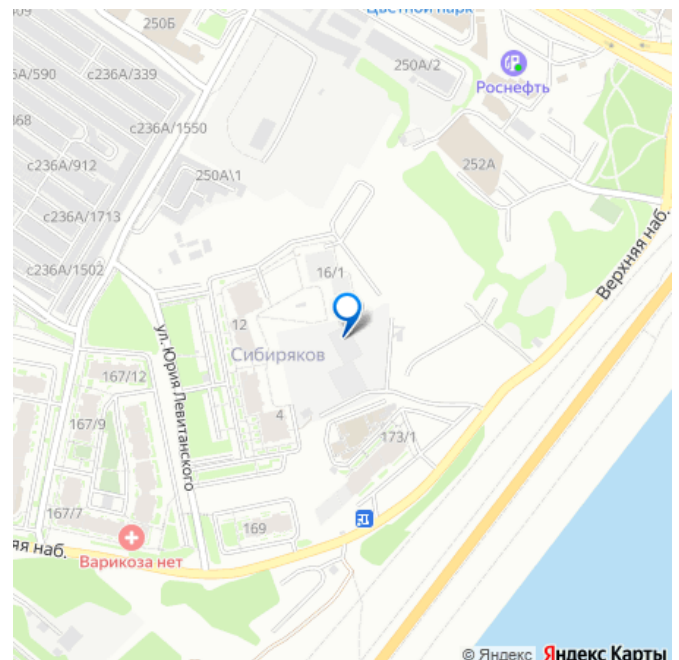 Цветной парк
250Б
250А/2
Роснефть
с236А/339
с236А/1550
252А
с236А/912
250А\1
с236А/1713
Верхняя наб.
с236А/1502
16/1
12
Сибиряков
ул. Юрия Левитанского
167/12
4
167/9
173/1
167/7
169
Варикоза нет
© Яндекс Яндекс Карты